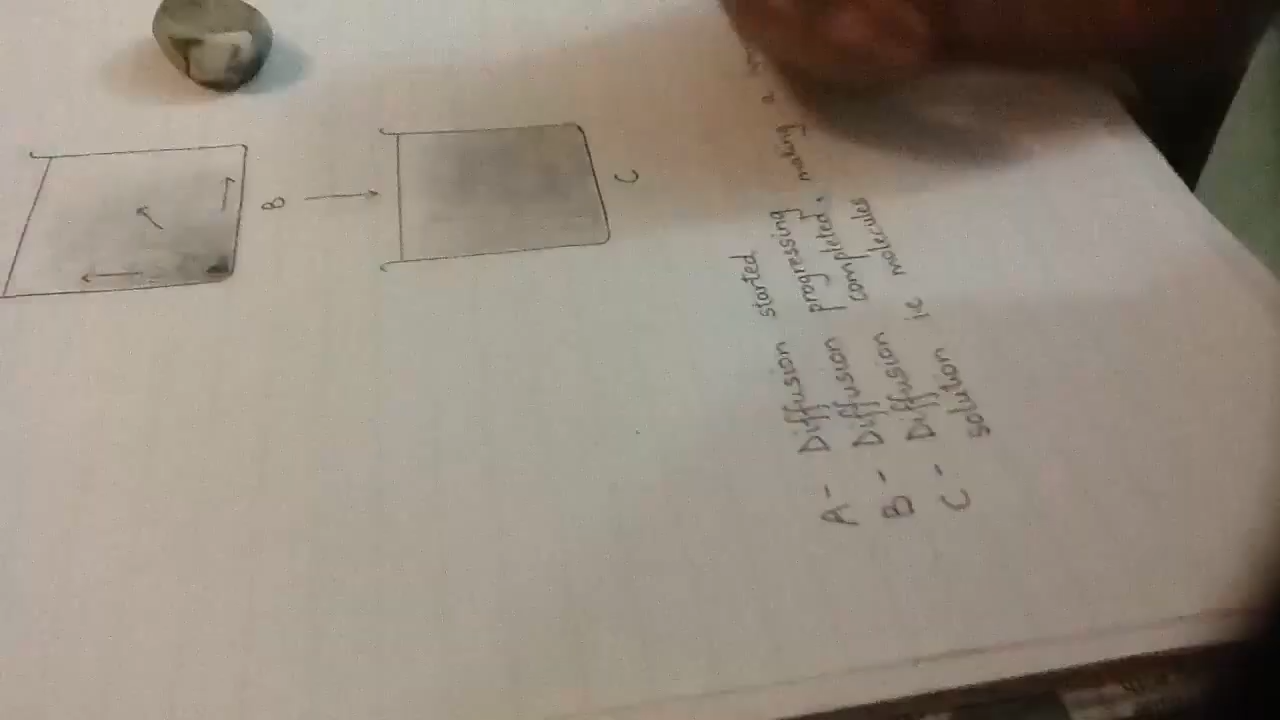 B
C
A - Diffusion started
B - Diffusion progressing
C - Diffusion completed, making a
solution ie molecules